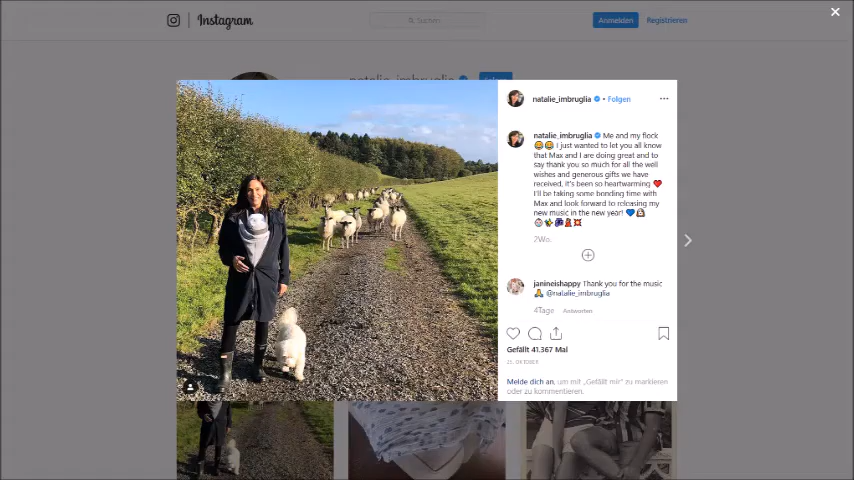 Instagram
Suchen
Anmelden
Registrieren
natalie_imbruglia
natalie_imbruglia • Folgen
natalie_imbruglia Me and my flock
I just wanted to let you all know
that Max and I are doing great and to
say thank you so much for all the well
wishes and generous gifts we have
received, it's been so heartwarming
I'll be taking some bonding time with
Max and look forward to releasing my
new music in the new year!
2Wo.
janineishappy Thank you for the music
@natalie_imbruglia
4Tage Antworten
Gefällt 41.367 Mal
Melde dich an, um mit „Gefällt mir“ zu markieren
oder zu kommentieren.